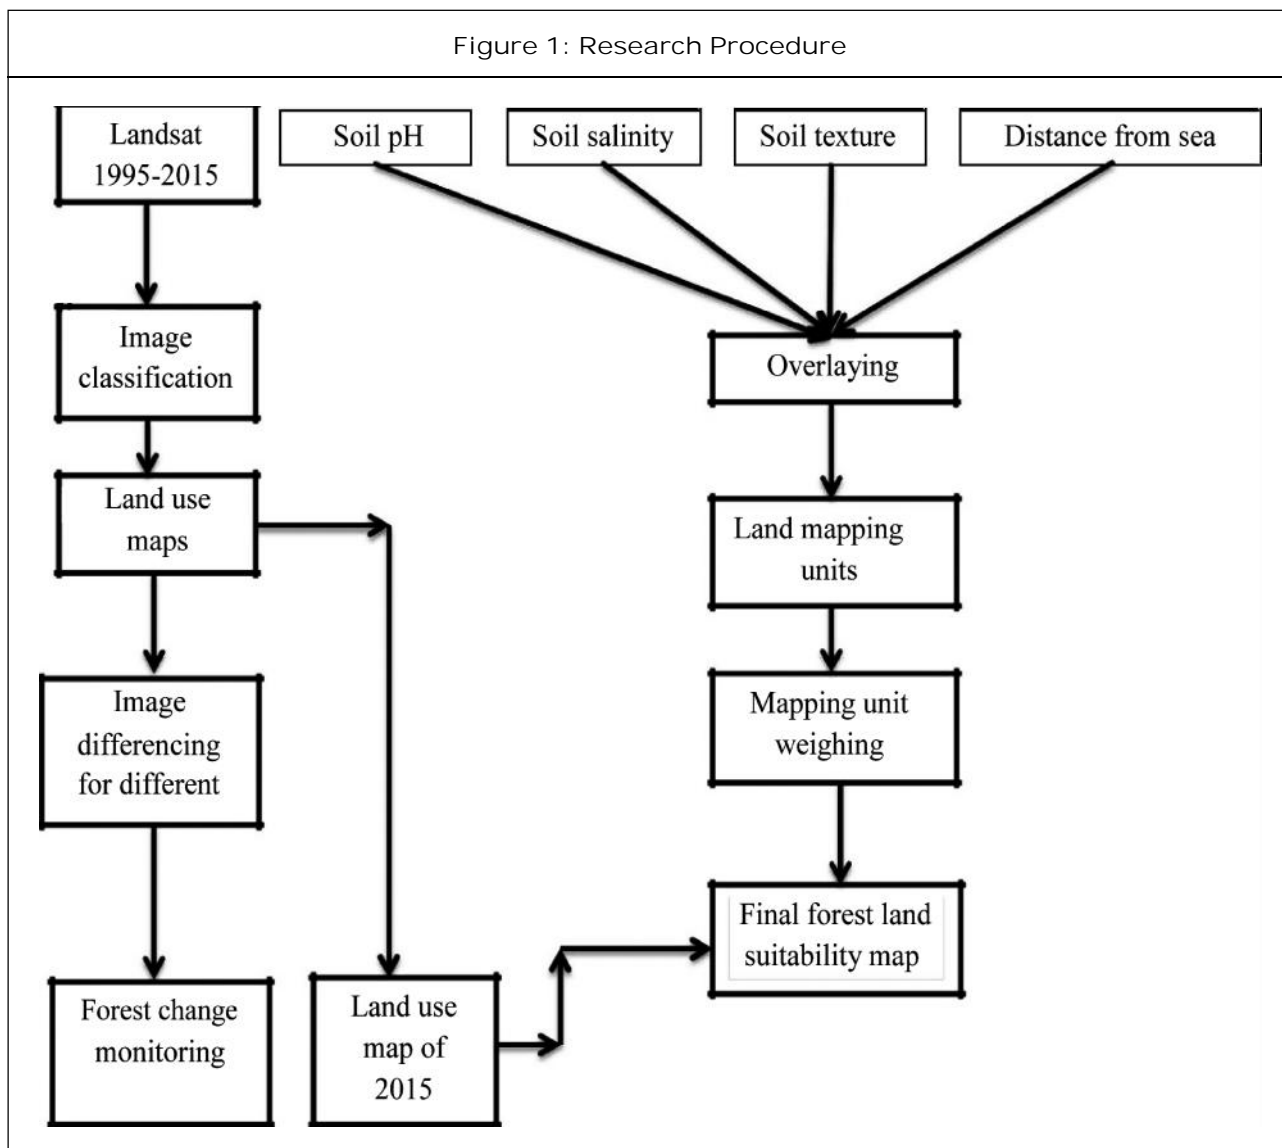 Figure 1: Research Procedure
Landsat
1995-2015
Soil pH
Soil salinity
Soil texture
Distance from sea
Image
classification
Overlaying
Land use
maps
Land mapping
units
Image
differencing
for different
Mapping unit
weighing
Final forest land
suitability map
Forest change
monitoring
Land use
map of
2015